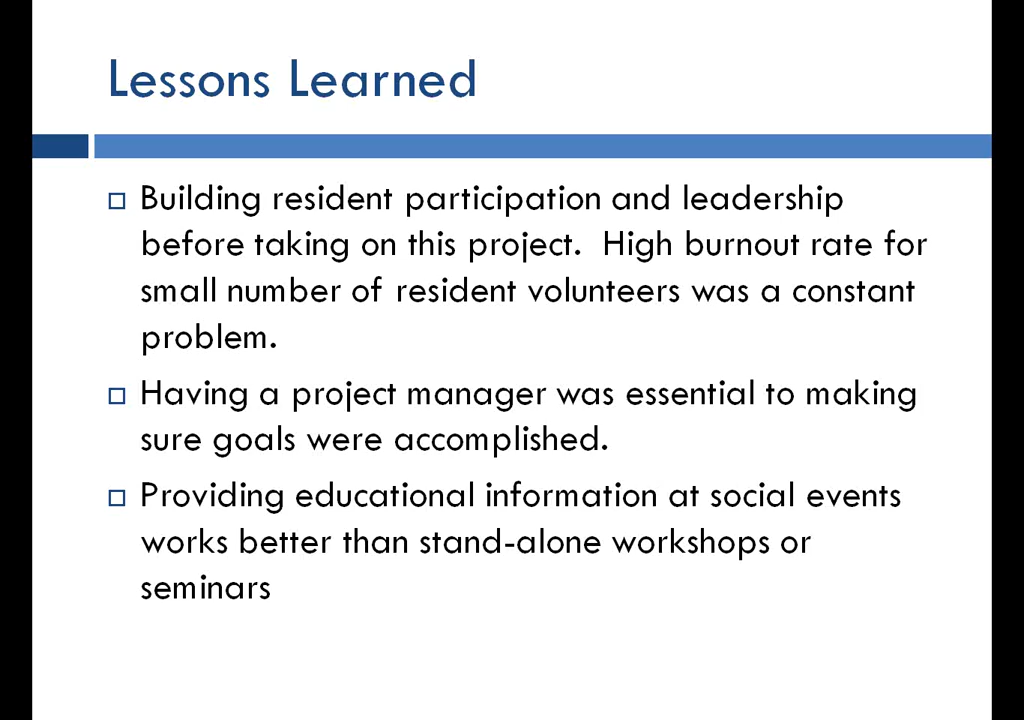 Lessons Learned
Building resident participation and leadership
before taking on this project.  High burnout rate for
small number of resident volunteers was a constant
problem.
Having a project manager was essential to making
sure goals were accomplished.
Providing educational information at social events
works better than stand-alone workshops or
seminars